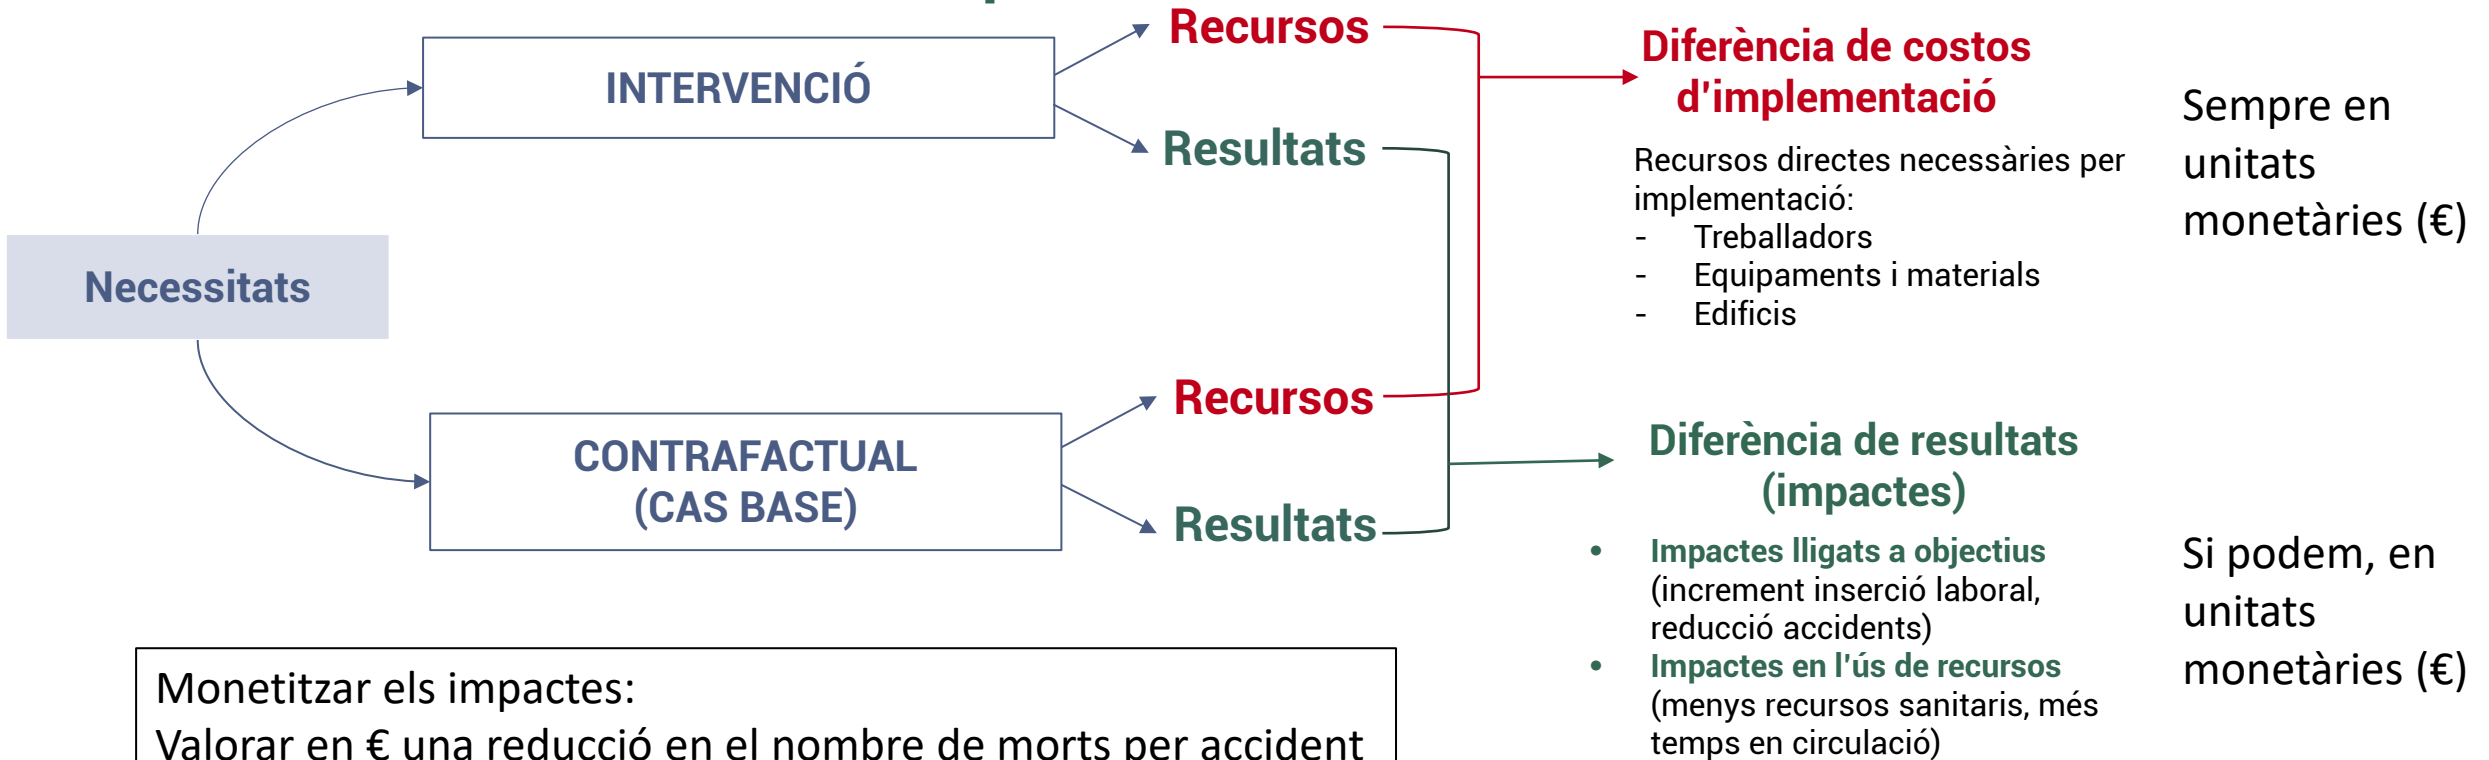 Recursos
INTERVENCIÓ
Resultats
Necessitats
Recursos
CONTRAFACTUAL
(CAS BASE)
Resultats
Diferència de costos
d'implementació
Recursos directes necessàries per
implementació:
- Treballadors
- Equipaments i materials
- Edificis
Sempre en
unitats
monetàries (€)
Diferència de resultats
(impactes)
• Impactes lligats a objectius
(increment inserció laboral,
reducció accidents)
• Impactes en l'ús de recursos
(menys recursos sanitaris, més
temps en circulació)
Si podem, en
unitats
monetàries (€)
Monetitzar els impactes:
Valorar en € una reducció en el nombre de morts per accident